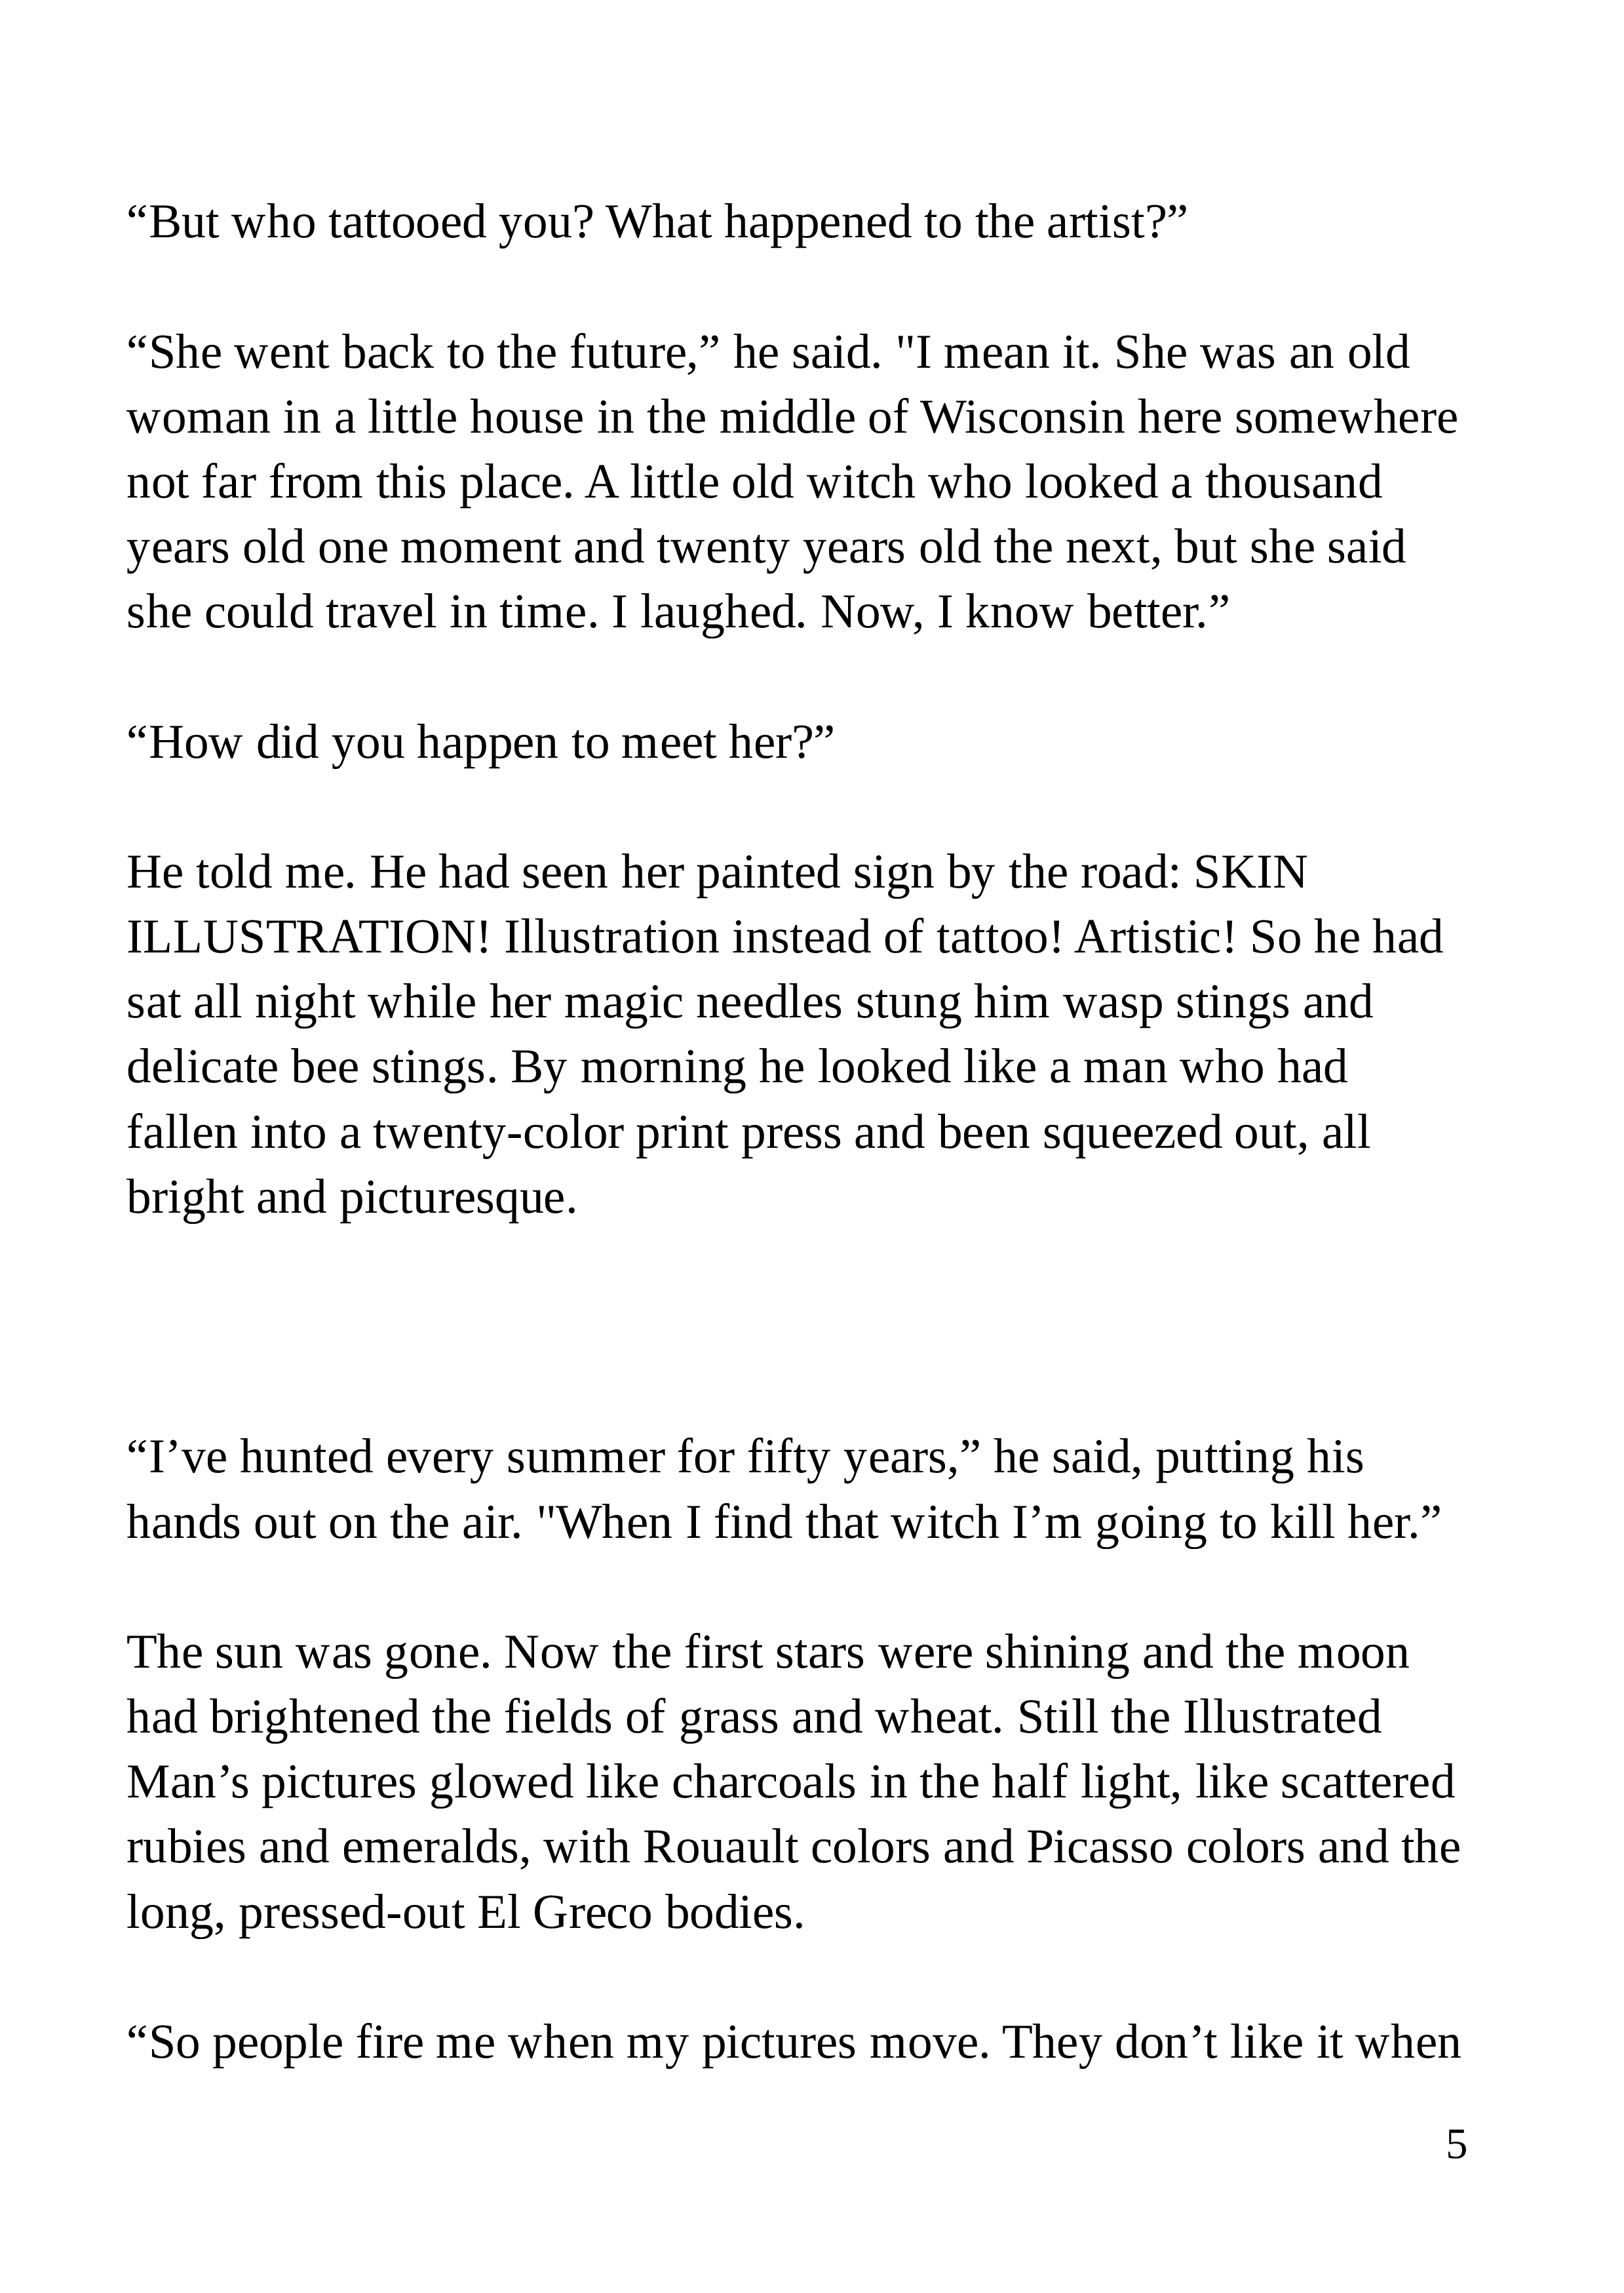 “But who tattooed you? What happened to the artist?”
“She went back to the future,” he said. "I mean it. She was an old
woman in a little house in the middle of Wisconsin here somewhere
not far from this place. A little old witch who looked a thousand
years old one moment and twenty years old the next, but she said
she could travel in time. I laughed. Now, I know better.”
“How did you happen to meet her?”
He told me. He had seen her painted sign by the road: SKIN
ILLUSTRATION! Illustration instead of tattoo! Artistic! So he had
sat all night while her magic needles stung him wasp stings and
delicate bee stings. By morning he looked like a man who had
fallen into a twenty-color print press and been squeezed out, all
bright and picturesque.
“I’ve hunted every summer for fifty years,” he said, putting his
hands out on the air. "When I find that witch I’m going to kill her.”
The sun was gone. Now the first stars were shining and the moon
had brightened the fields of grass and wheat. Still the Illustrated
Man’s pictures glowed like charcoals in the half light, like scattered
rubies and emeralds, with Rouault colors and Picasso colors and the
long, pressed-out El Greco bodies.
“So people fire me when my pictures move. They don’t like it when
5